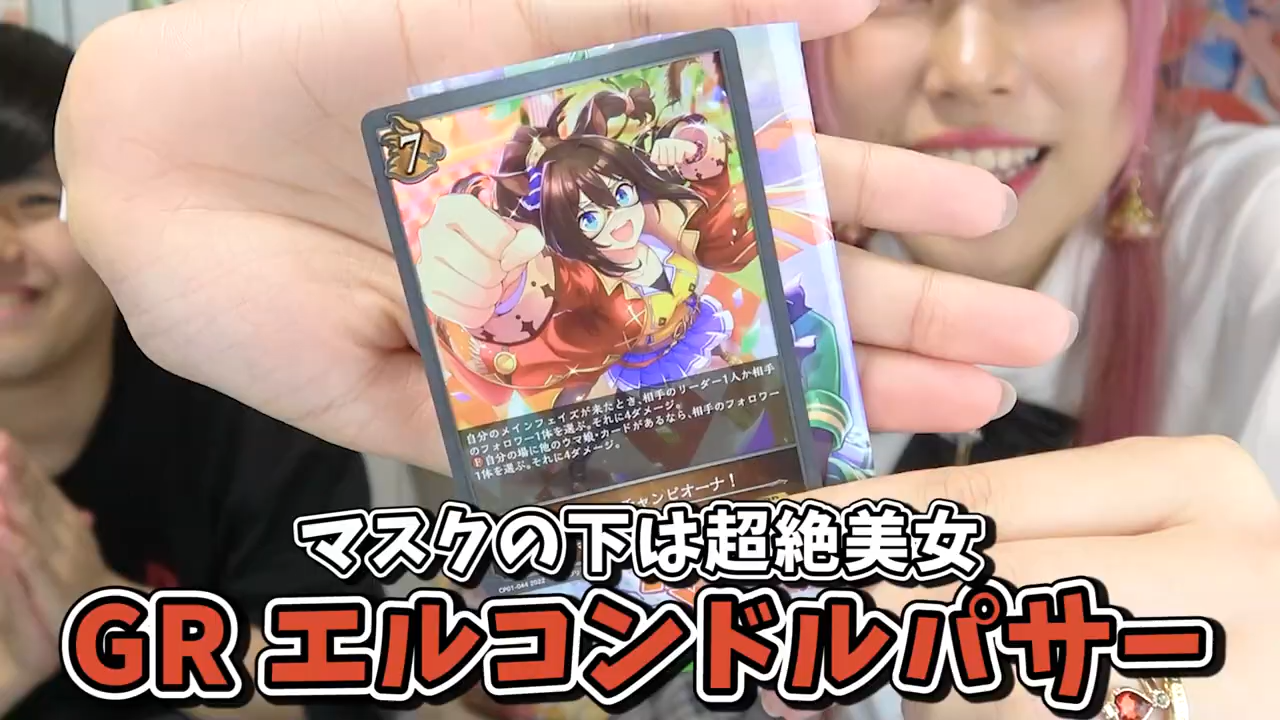 7
自分のメインフェイズが来たとき、相手のリーダー1人か相手
のフォロワー1体を選ぶ。それに4ダメージ。
自分の場に他のウマ娘・カードがあるなら、相手のフォロワー
1体を選ぶ。それに4ダメージ。
チャンピオーナ!
マスクの下は超絶美女
CP01-044 2022
GR エルコンドルパサー